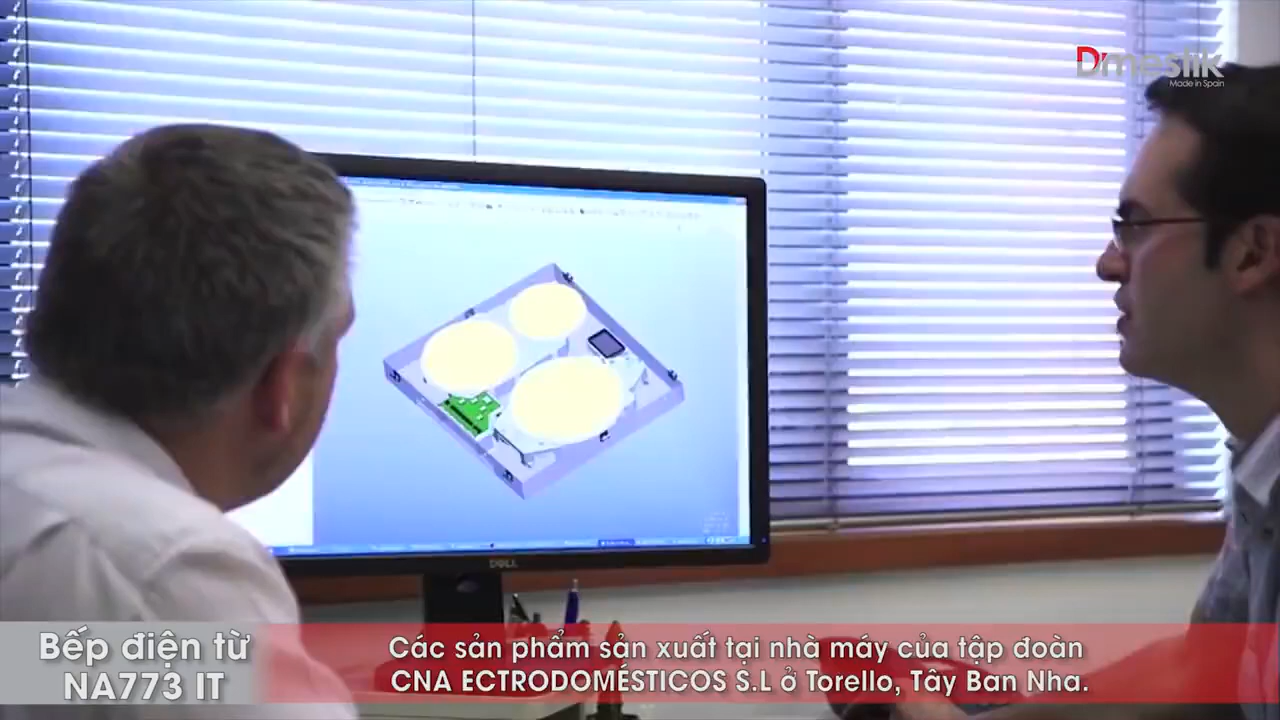 Dmeslik
Made in Spain
DELL
Bếp điện từ
NA773 IT
Các sản phẩm sản xuất tại nhà máy của tập đoàn
CNA ECTRODOMÉSTICOS S.L ở Torello, Tây Ban Nha.